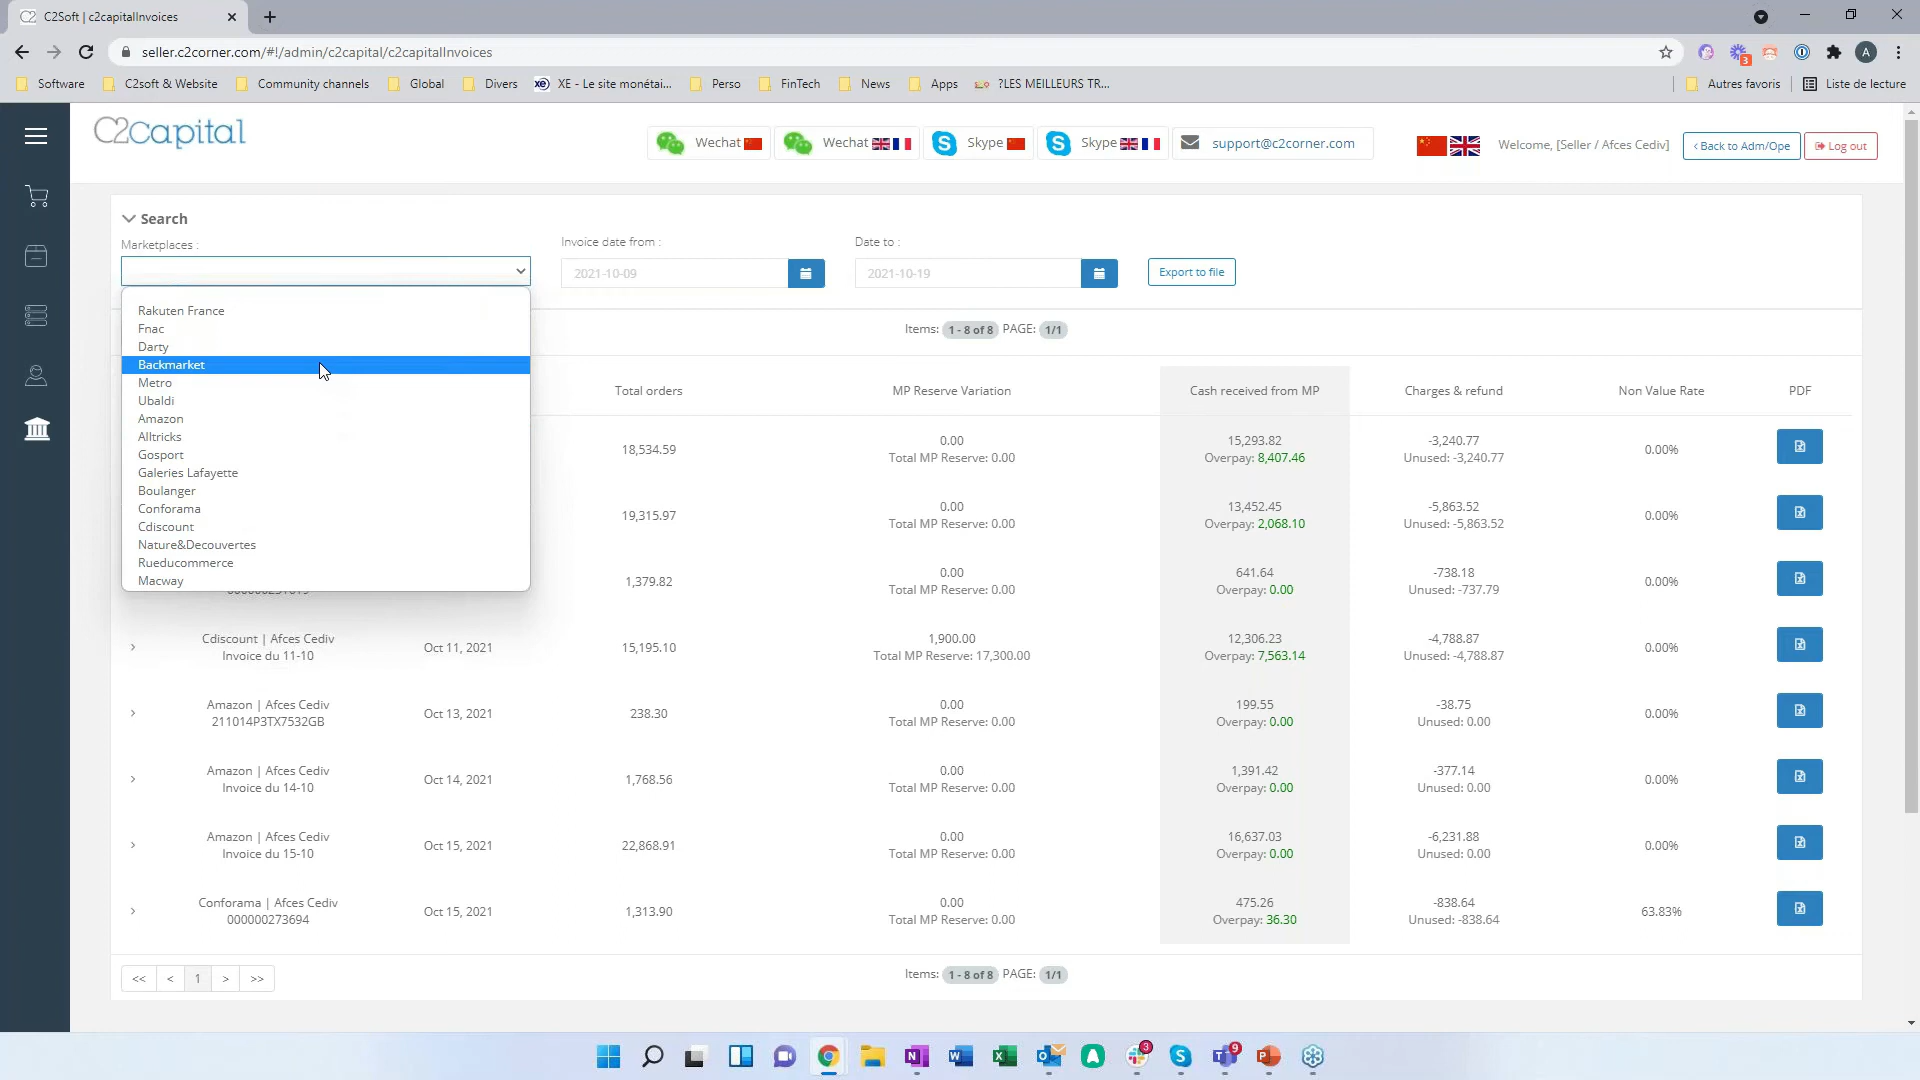 C2Soft | c2capitalInvoices
seller.c2corner.com/#!/admin/c2capital/c2capitalInvoices
A
Software C2soft & Website Community channels Global Divers XE - Le site monétai... Perso FinTech News Apps ?LES MEILLEURS TR... Autres favoris Liste de lecture
C2Capital
Wechat Wechat Skype Skype support@c2corner.com Welcome, [Seller / Afces Cediv] Back to Adm/Ope Log out
Search
Marketplaces : Invoice date from : Date to :
2021-10-09 2021-10-19 Export to file
Rakuten France
Fnac
Darty
Backmarket
Metro
Ubaldi
Amazon
Alltricks
Gosport
Galeries Lafayette
Boulanger
Conforama
Cdiscount
Nature&Decouvertes
Rueducommerce
Macway
Items: 1 - 8 of 8 PAGE: 1/1
Total orders MP Reserve Variation Cash received from MP Charges & refund Non Value Rate PDF
18,534.59 0.00 15,293.82 -3,240.77 0.00%
Total MP Reserve: 0.00 Overpay: 8,407.46 Unused: -3,240.77
19,315.97 0.00 13,452.45 -5,863.52 0.00%
Total MP Reserve: 0.00 Overpay: 2,068.10 Unused: -5,863.52
1,379.82 0.00 641.64 -738.18 0.00%
Total MP Reserve: 0.00 Overpay: 0.00 Unused: -737.79
Cdiscount | Afces Cediv Oct 11, 2021 15,195.10 1,900.00 12,306.23 -4,788.87 0.00%
Invoice du 11-10 Total MP Reserve: 17,300.00 Overpay: 7,563.14 Unused: -4,788.87
Amazon | Afces Cediv Oct 13, 2021 238.30 0.00 199.55 -38.75 0.00%
211014P3TX7532GB Total MP Reserve: 0.00 Overpay: 0.00 Unused: 0.00
Amazon | Afces Cediv Oct 14, 2021 1,768.56 0.00 1,391.42 -377.14 0.00%
Invoice du 14-10 Total MP Reserve: 0.00 Overpay: 0.00 Unused: 0.00
Amazon | Afces Cediv Oct 15, 2021 22,868.91 0.00 16,637.03 -6,231.88 0.00%
Invoice du 15-10 Total MP Reserve: 0.00 Overpay: 0.00 Unused: 0.00
Conforama | Afces Cediv Oct 15, 2021 1,313.90 0.00 475.26 -838.64 63.83%
000000273694 Total MP Reserve: 0.00 Overpay: 36.30 Unused: -838.64
<< < 1 > >> Items: 1 - 8 of 8 PAGE: 1/1